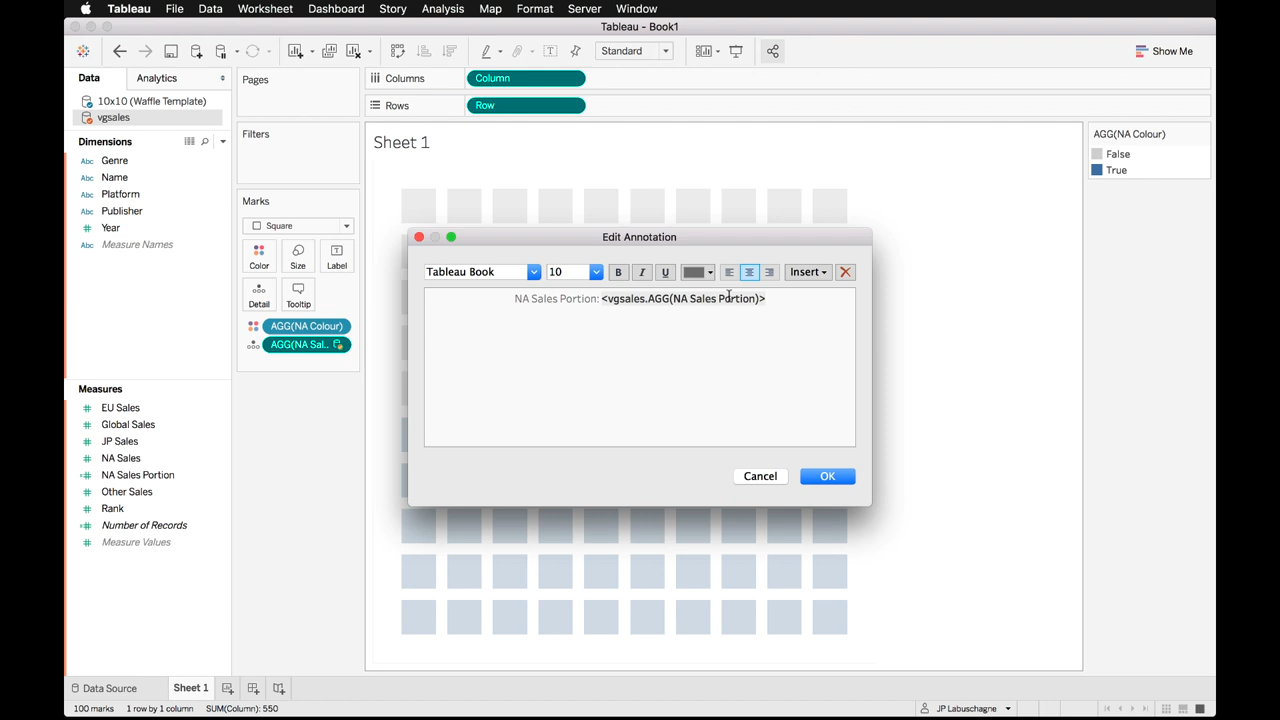 Tableau File Data Worksheet Dashboard Story Analysis Map Format Server Window
Tableau - Book1
Standard
Show Me
Data Analytics
Pages
Columns
Column
10x10 (Waffle Template)
vgsales
Rows
Row
Dimensions
Filters
Sheet 1
AGG(NA Colour)
False
True
Abc Genre
Abc Name
Abc Platform
Abc Publisher
# Year
Abc Measure Names
Marks
Square
Color
Size
Label
Detail
Tooltip
AGG(NA Colour)
AGG(NA Sal..
Edit Annotation
Tableau Book
10
B I U
Insert
NA Sales Portion: <vgsales.AGG(NA Sales Portion)>
Cancel
OK
Measures
# EU Sales
# Global Sales
# JP Sales
# NA Sales
=# NA Sales Portion
# Other Sales
# Rank
=# Number of Records
# Measure Values
Data Source
Sheet 1
100 marks
1 row by 1 column
SUM(Column): 550
JP Labuschagne